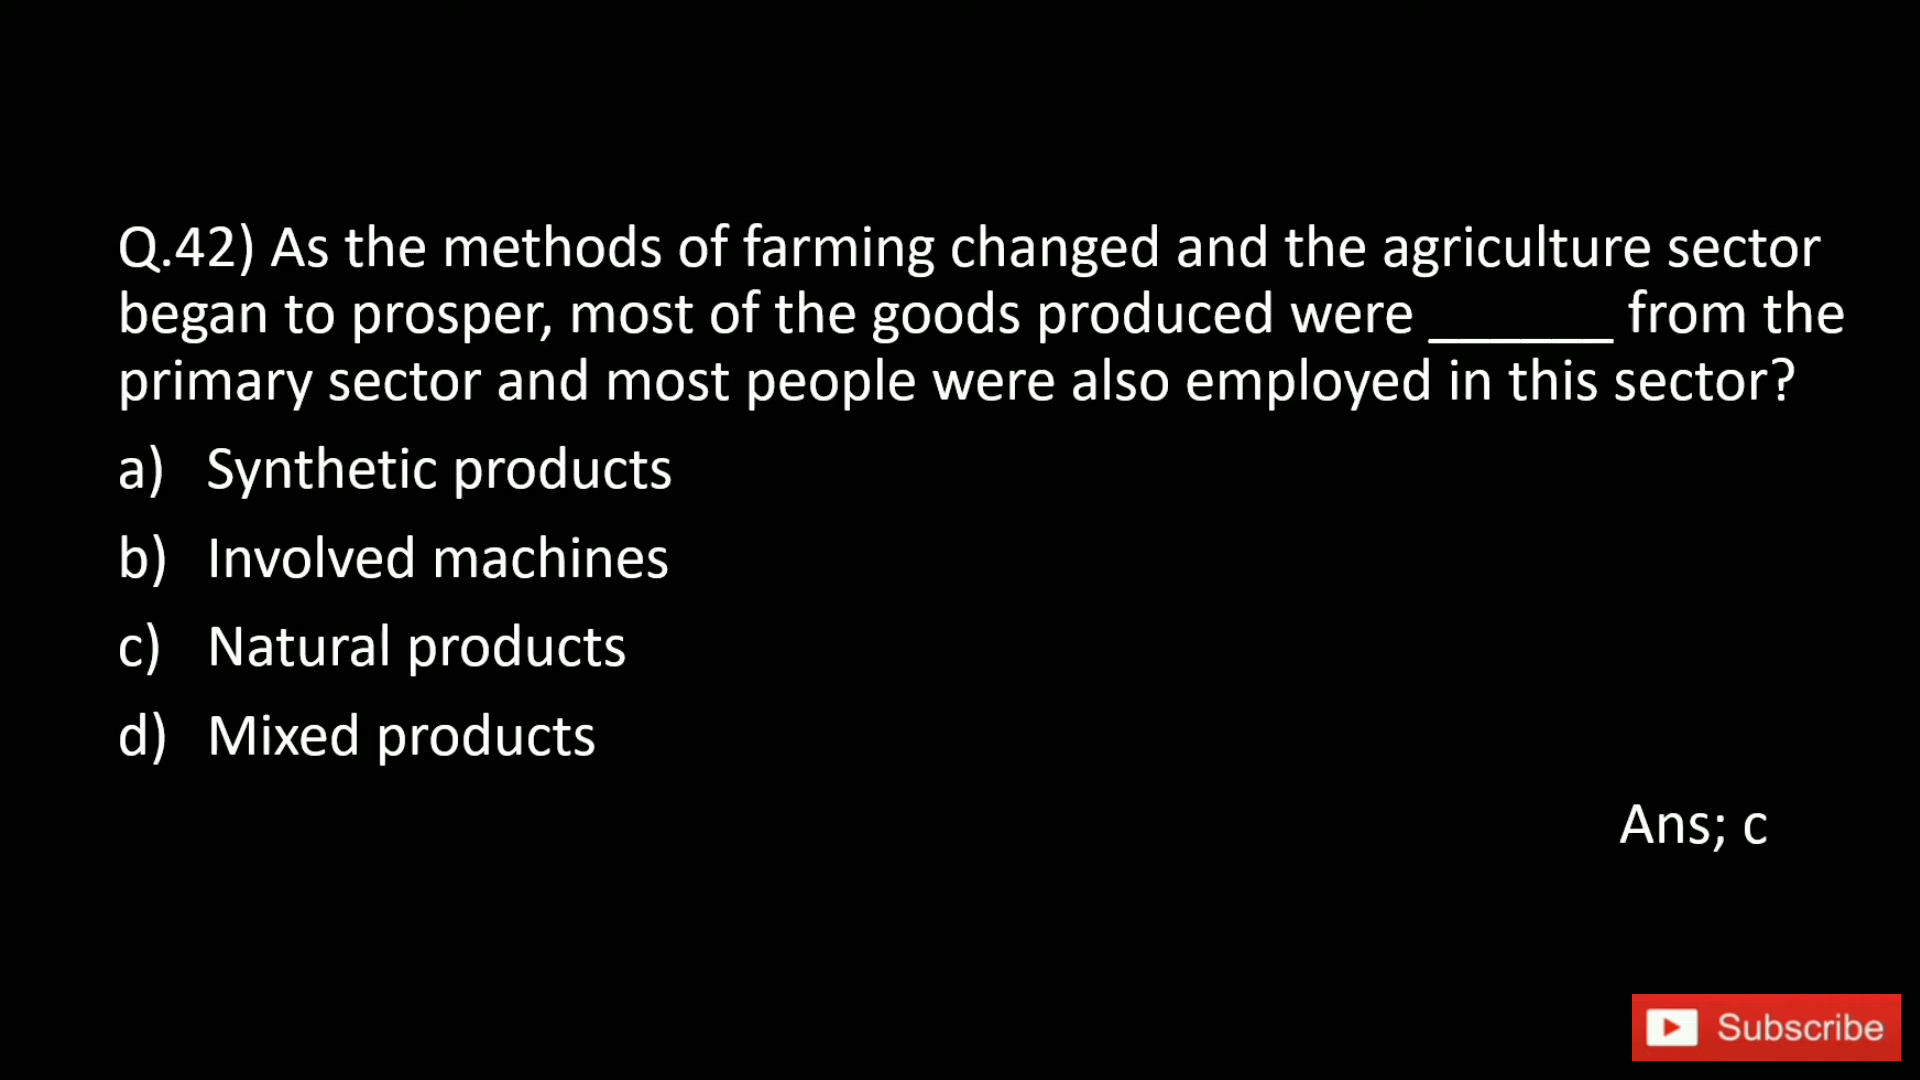 Q.42) As the methods of farming changed and the agriculture sector
began to prosper, most of the goods produced were ______ from the
primary sector and most people were also employed in this sector?
a) Synthetic products
b) Involved machines
c) Natural products
d) Mixed products
Ans; c
Subscribe